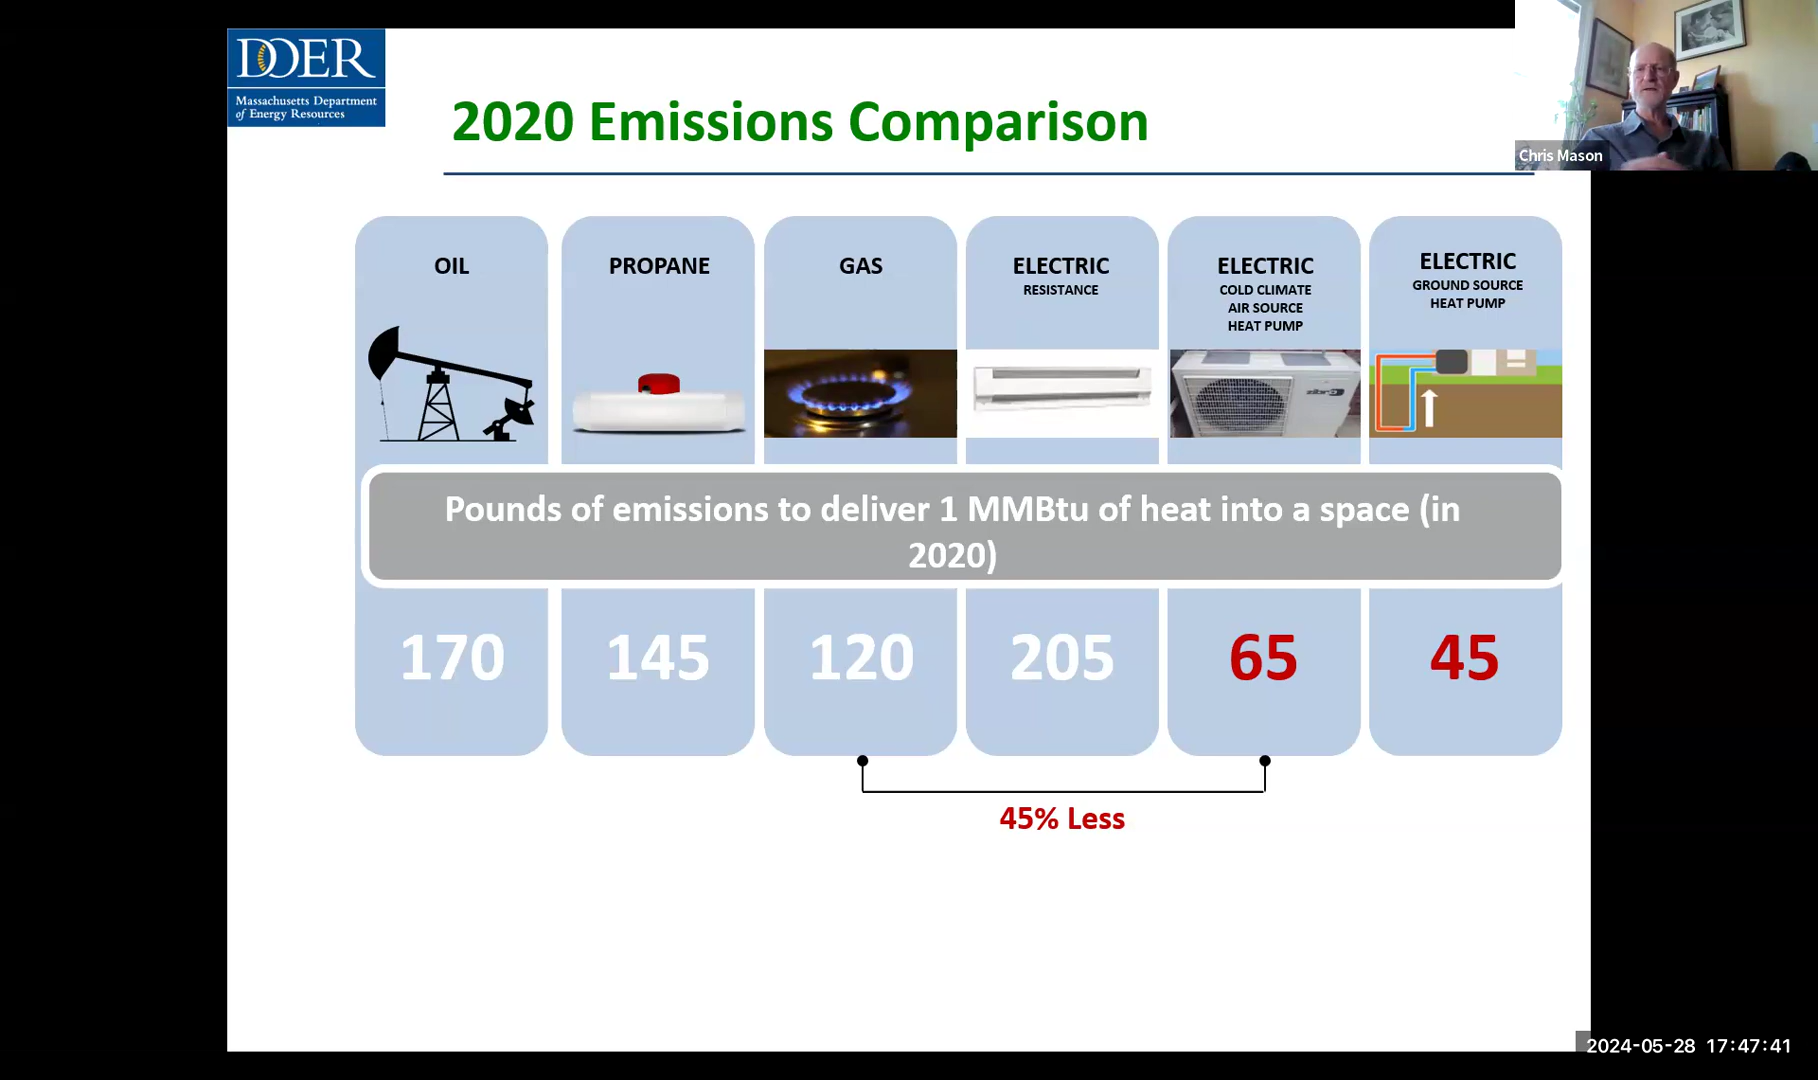 DOER
Massachusetts Department
of Energy Resources
2020 Emissions Comparison
Chris Mason
OIL
PROPANE
GAS
ELECTRIC
RESISTANCE
ELECTRIC
COLD CLIMATE
AIR SOURCE
HEAT PUMP
ELECTRIC
GROUND SOURCE
HEAT PUMP
Pounds of emissions to deliver 1 MMBtu of heat into a space (in
2020)
170
145
120
205
65
45
45% Less
2024-05-28 17:47:41